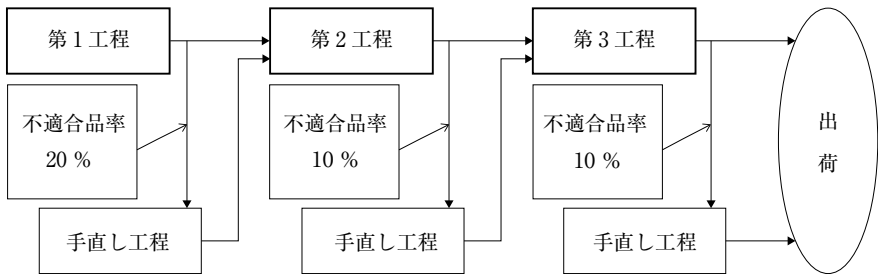 第1工程
第2工程
第3工程
不適合品率
20 %
不適合品率
10 %
不適合品率
10 %
出
荷
手直し工程
手直し工程
手直し工程